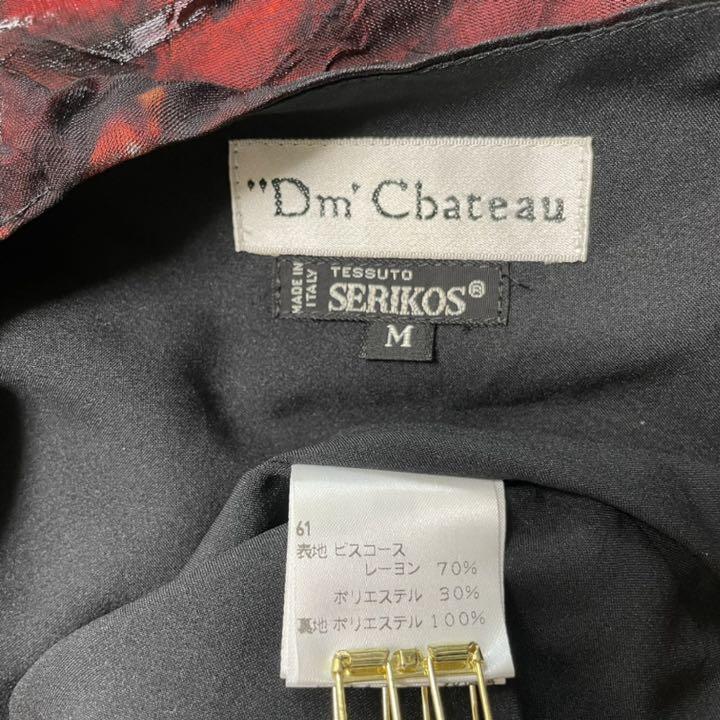 "Dm' Chateau
MADE IN ITALY
TESSUTO
SERIKOS®
M
61
表地 ビスコース
レーヨン 70%
ポリエステル 30%
裏地 ポリエステル 100%